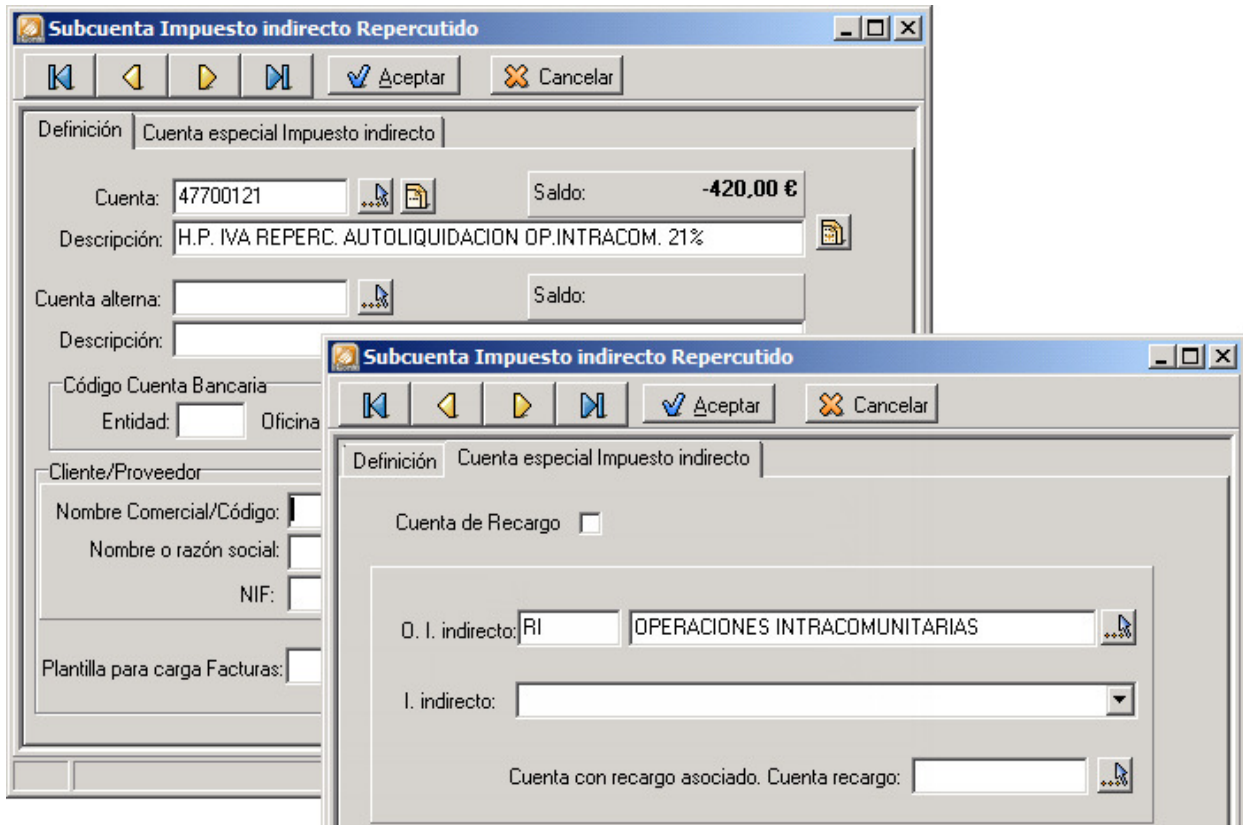 Subcuenta Impuesto indirecto Repercutido
Aceptar Cancelar
Definición Cuenta especial Impuesto indirecto
Cuenta: 47700121 Saldo: -420,00 €
Descripción: H.P. IVA REPERC. AUTOLIQUIDACION OP.INTRACOM. 21%
Cuenta alterna: Saldo:
Descripción:
Código Cuenta Bancaria
Entidad: Oficina
Cliente/Proveedor
Nombre Comercial/Código:
Nombre o razón social:
NIF:
Plantilla para carga Facturas:
Subcuenta Impuesto indirecto Repercutido
Aceptar Cancelar
Definición Cuenta especial Impuesto indirecto
Cuenta de Recargo
O. I. indirecto: RI OPERACIONES INTRACOMUNITARIAS
I. indirecto:
Cuenta con recargo asociado. Cuenta recargo: